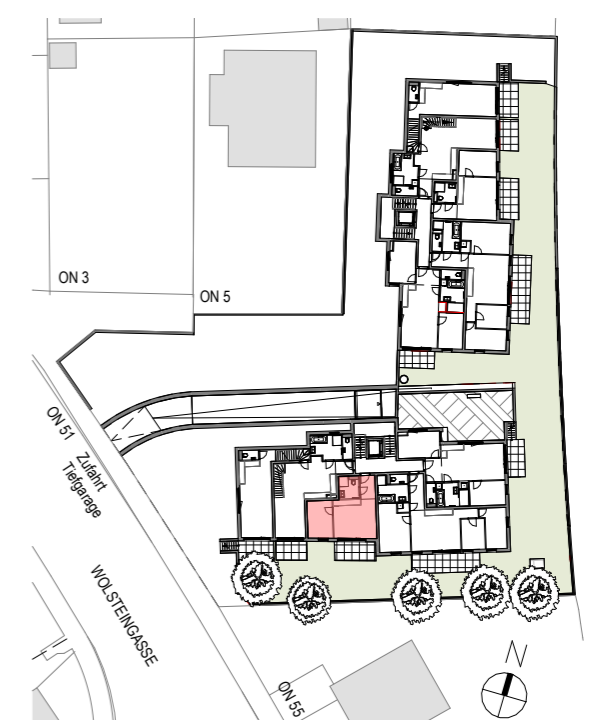 ON 3
ON 5
ON 51
Zufahrt
Tiefgarage
WOLSTEINGASSE
ON 55
N